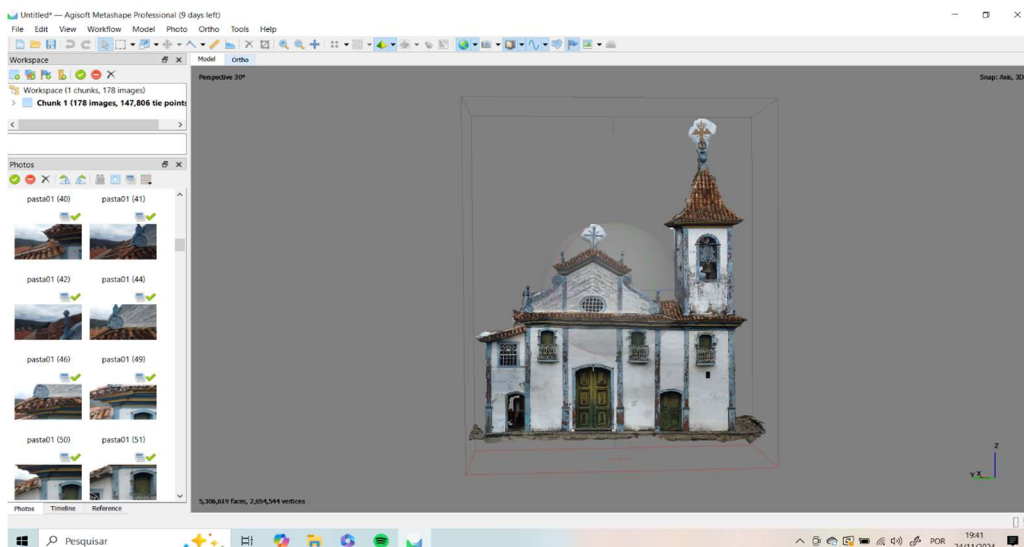 Untitled* — Agisoft Metashape Professional (9 days left)
File Edit View Workflow Model Photo Ortho Tools Help
Workspace
Model Ortho
Perspective 30°
Snap: Axis, 3D
Workspace (1 chunks, 178 images)
Chunk 1 (178 images, 147,806 tie points
Photos
pasta01 (40) pasta01 (41)
pasta01 (42) pasta01 (44)
pasta01 (46) pasta01 (49)
pasta01 (50) pasta01 (51)
Z
Y X
5,306,619 faces, 2,654,544 vertices
Photos Timeline Reference
Pesquisar
POR
19:41
24/11/2024